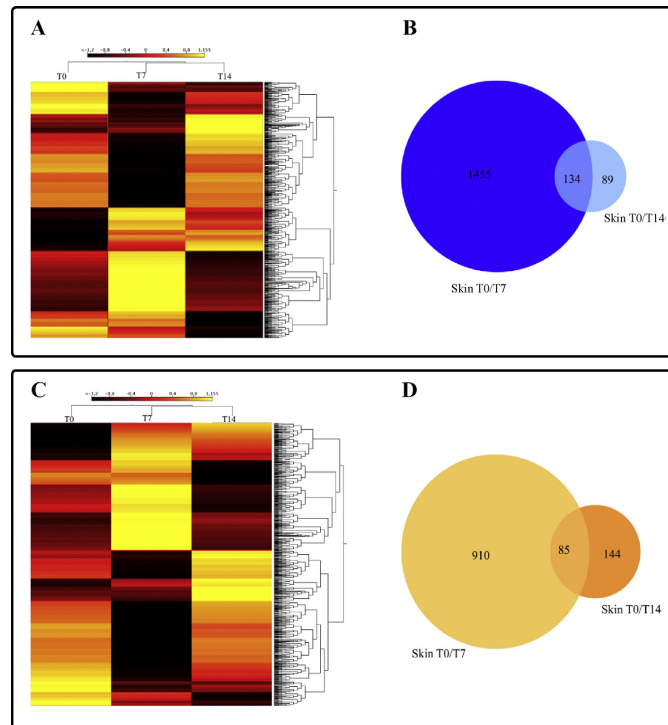 A
<-1,2 -0,8 -0,4 0 0,4 0,8 1,155
T0 T7 T14
B
1455
134
89
Skin T0/T14
Skin T0/T7
C
<-1,2 -0,8 -0,4 0 0,4 0,8 1,155
T0 T7 T14
D
910
85
144
Skin T0/T14
Skin T0/T7